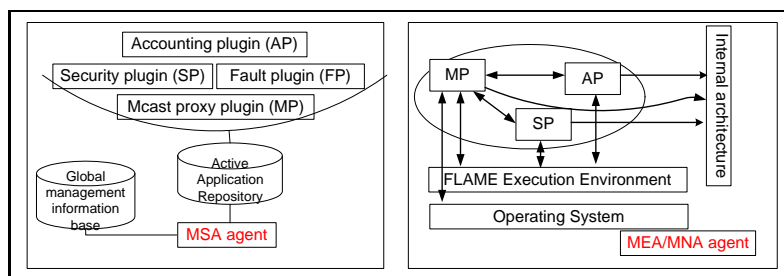 Accounting plugin (AP)
Security plugin (SP)
Fault plugin (FP)
Mcast proxy plugin (MP)
Global
management
information
base
Active
Application
Repository
MSA agent
MP
AP
SP
Internal architecture
FLAME Execution Environment
Operating System
MEA/MNA agent